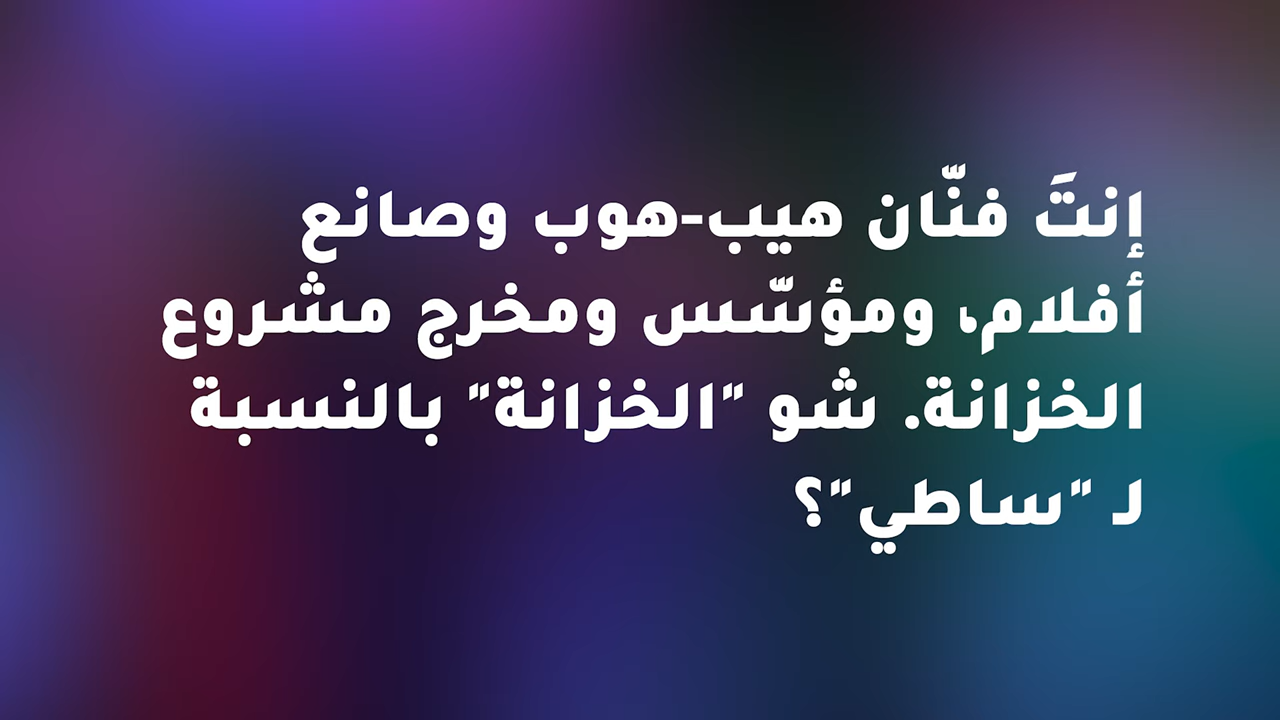 إنتَ فنّان هيب-هوب وصانع
أفلام، ومؤسّس ومخرج مشروع
الخزانة. شو "الخزانة" بالنسبة
لـ "ساطي"؟